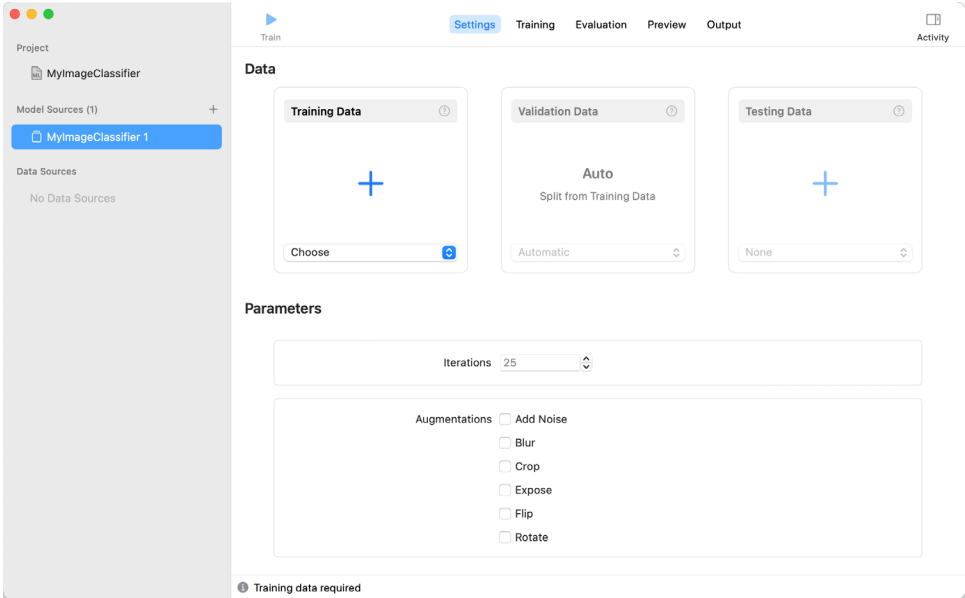 Train
Settings
Training
Evaluation
Preview
Output
Activity
Project
ML
MyImageClassifier
Model Sources (1)
MyImageClassifier 1
Data Sources
No Data Sources
Data
Training Data
Choose
Validation Data
Auto
Split from Training Data
Automatic
Testing Data
None
Parameters
Iterations 25
Augmentations
Add Noise
Blur
Crop
Expose
Flip
Rotate
Training data required